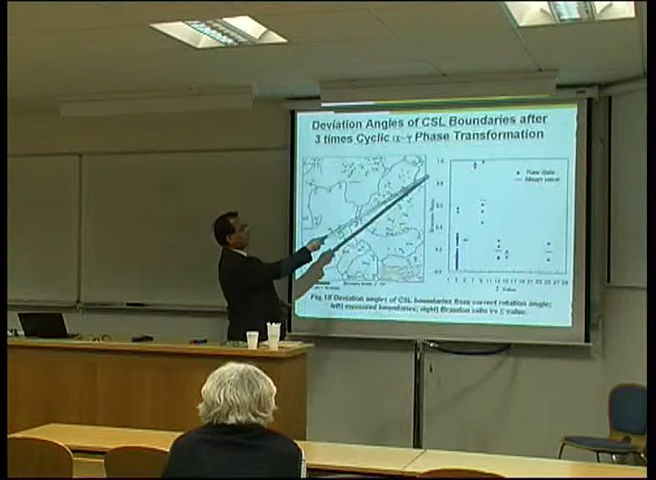 Deviation Angles of CSL Boundaries after
3 times Cyclic α-γ Phase Transformation
Raw data
Mean value
Σ Value
Fig.18 Deviation angles of CSL boundaries from correct rotation angle;
left) measured boundaries; right) Brandon ratio vs Σ value.